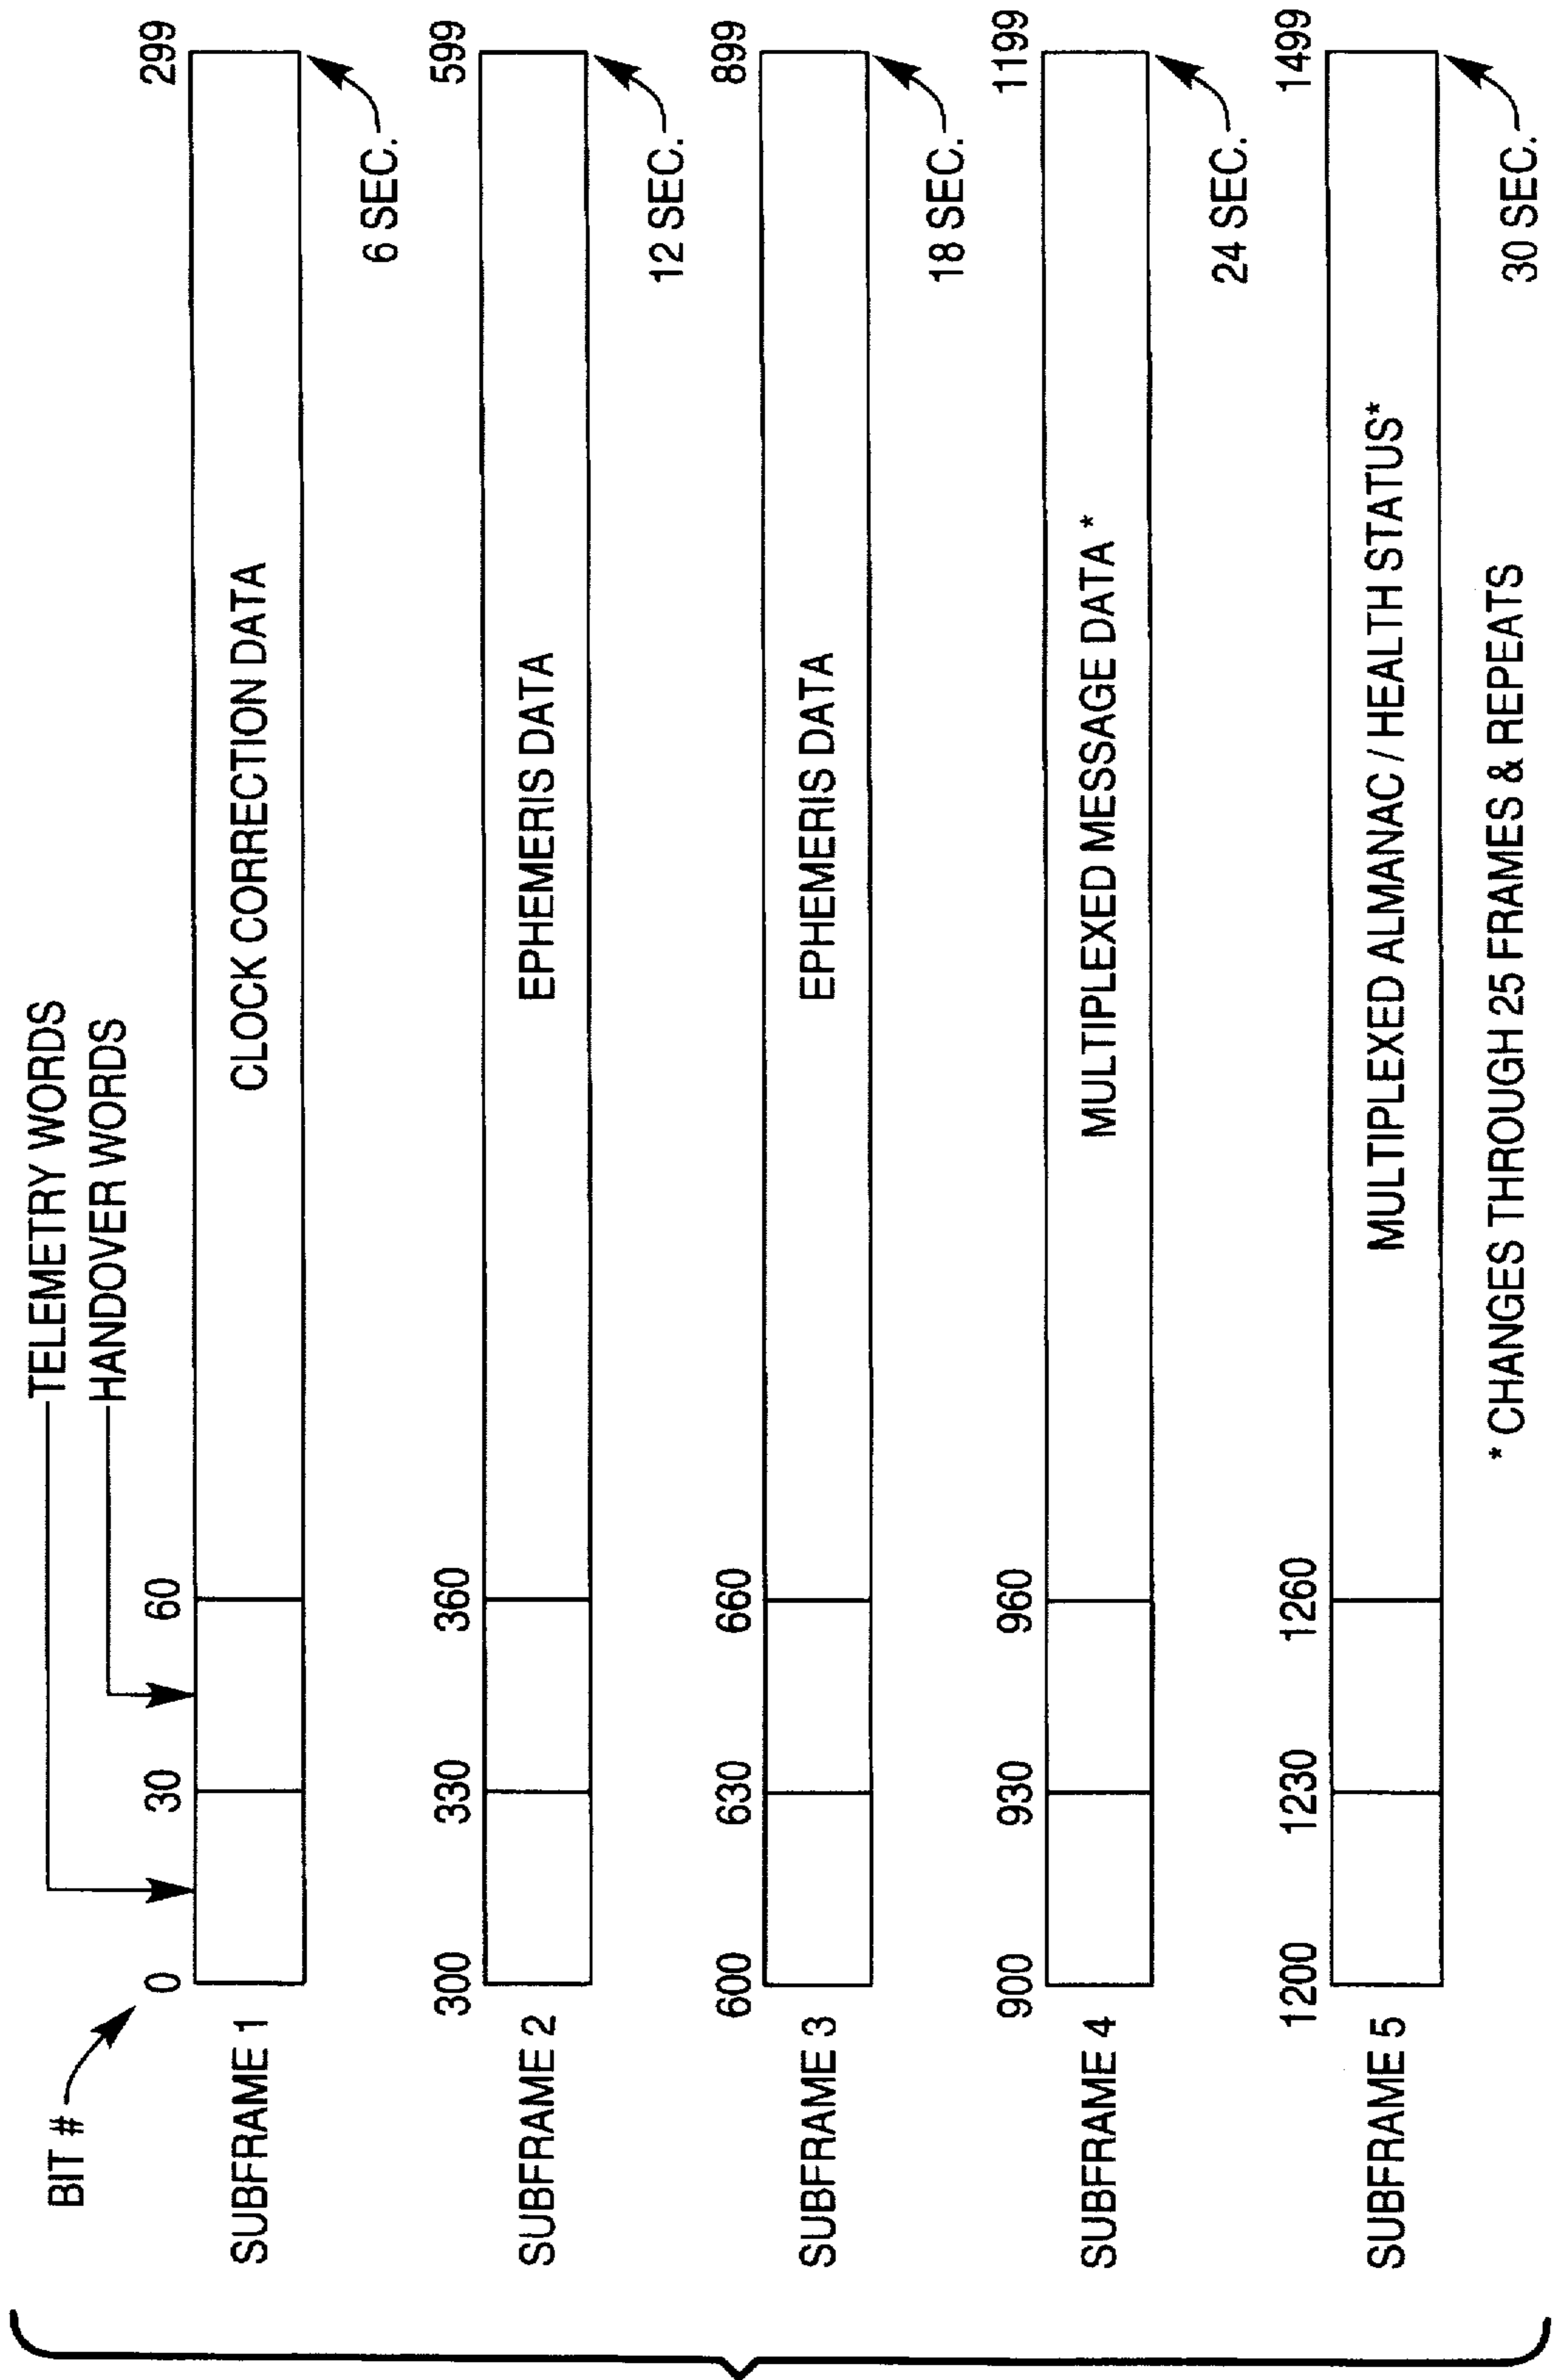 TELEMETRY WORDS
HANDOVER WORDS
BIT #
0 30 60 299
SUBFRAME 1
CLOCK CORRECTION DATA
6 SEC.
300 330 360 599
SUBFRAME 2
EPHEMERIS DATA
12 SEC.
600 630 660 899
SUBFRAME 3
EPHEMERIS DATA
18 SEC.
900 930 960 1199
SUBFRAME 4
MULTIPLEXED MESSAGE DATA *
24 SEC.
1200 1230 1260 1499
SUBFRAME 5
MULTIPLEXED ALMANAC / HEALTH STATUS*
30 SEC.
* CHANGES THROUGH 25 FRAMES & REPEATS